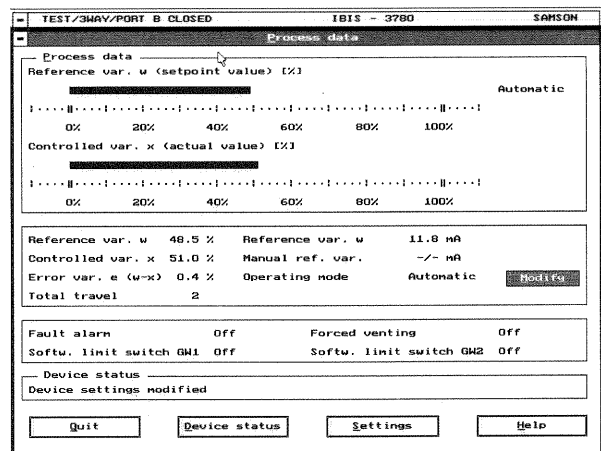 TEST/3WAY/PORT B CLOSED IBIS - 3780 SAMSON
Process data
Process data
Reference var. w (setpoint value) [%]
Automatic
0% 20% 40% 60% 80% 100%
Controlled var. x (actual value) [%]
0% 20% 40% 60% 80% 100%
Reference var. w 48.5 % Reference var. w 11.8 mA
Controlled var. x 51.0 % Manual ref. var. -/- mA
Error var. e (w-x) 0.4 % Operating mode Automatic Modify
Total travel 2
Fault alarm Off Forced venting Off
Softw. limit switch GW1 Off Softw. limit switch GW2 Off
Device status
Device settings modified
Quit Device status Settings Help